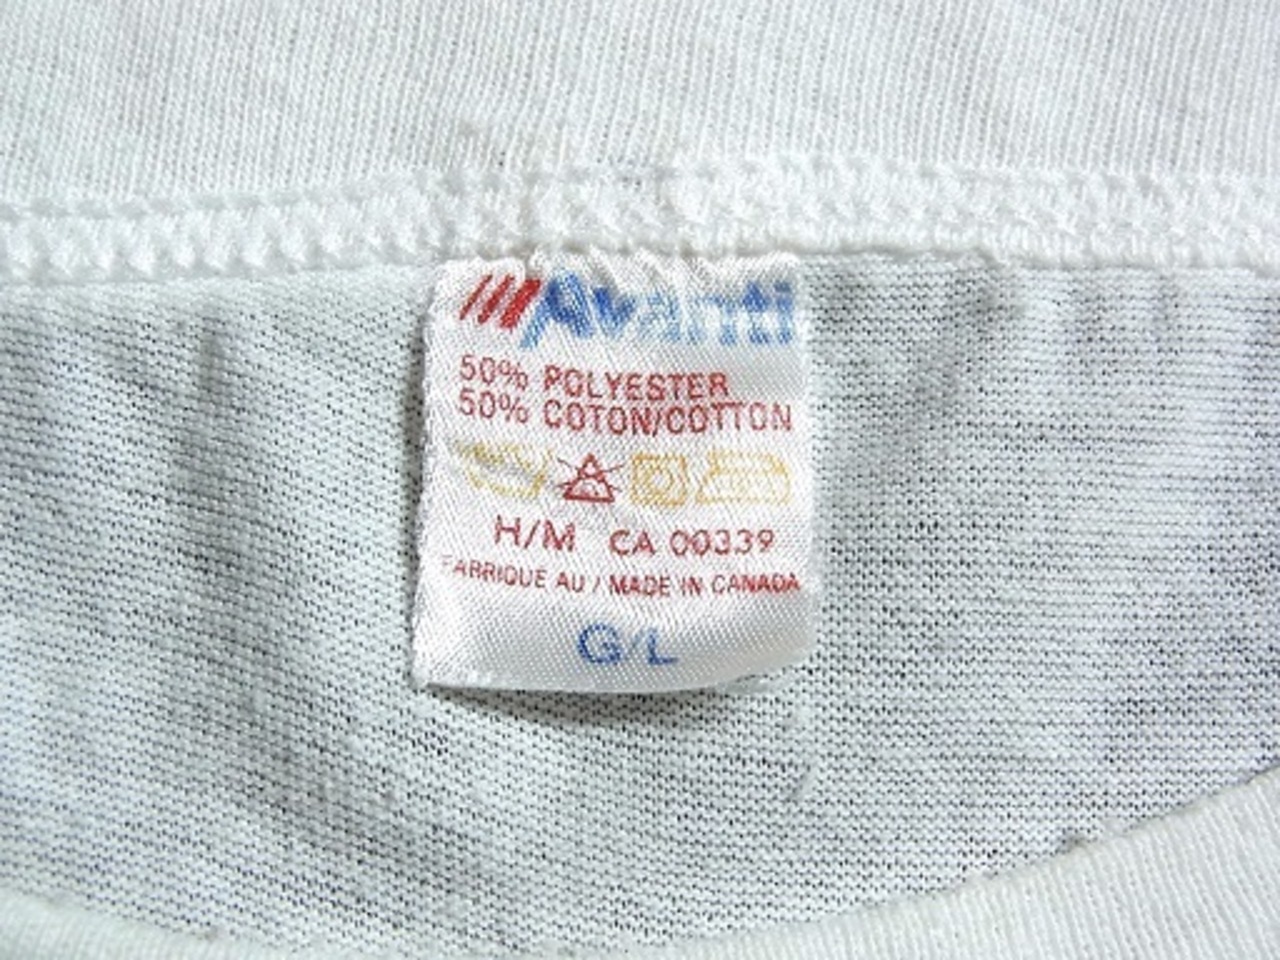 Avanti
50% POLYESTER
50% COTON/COTTON
H/M CA 00339
FABRIQUE AU / MADE IN CANADA
G/L